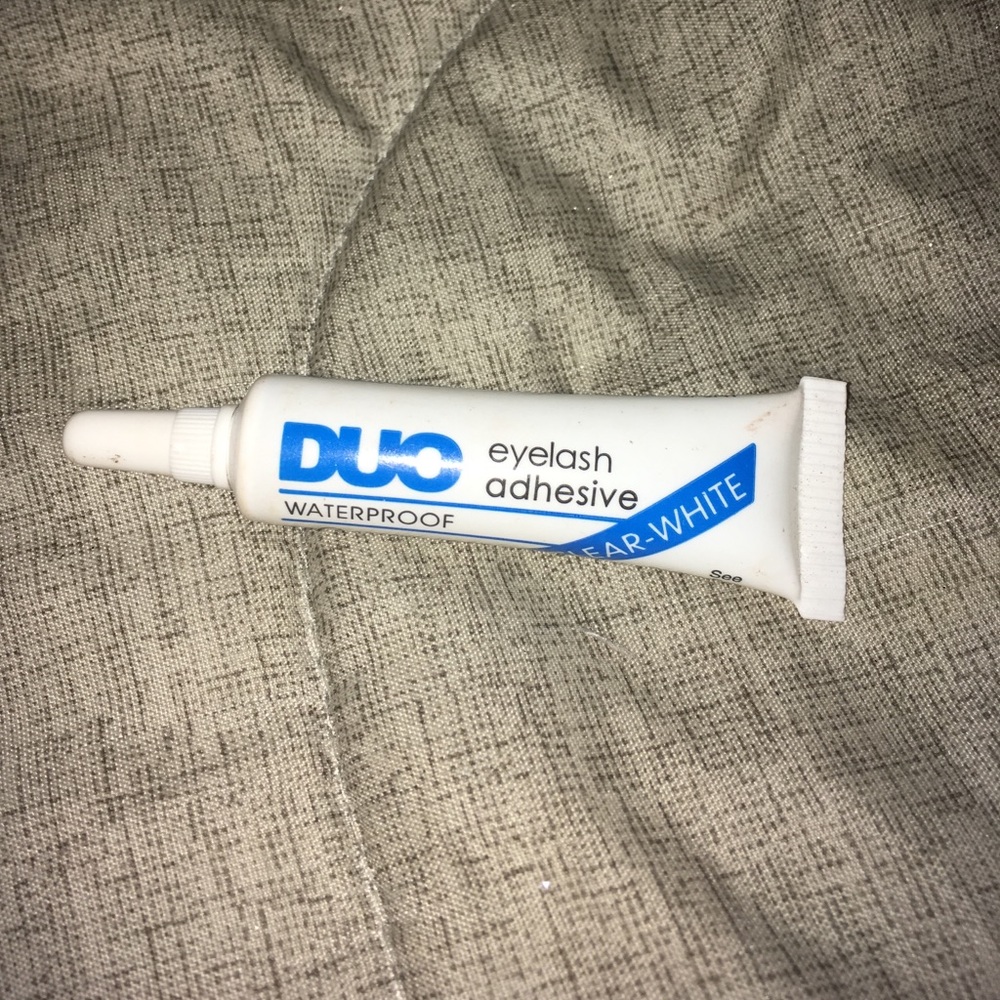 DUO
eyelash
adhesive
WATERPROOF
EAR-WHITE
See